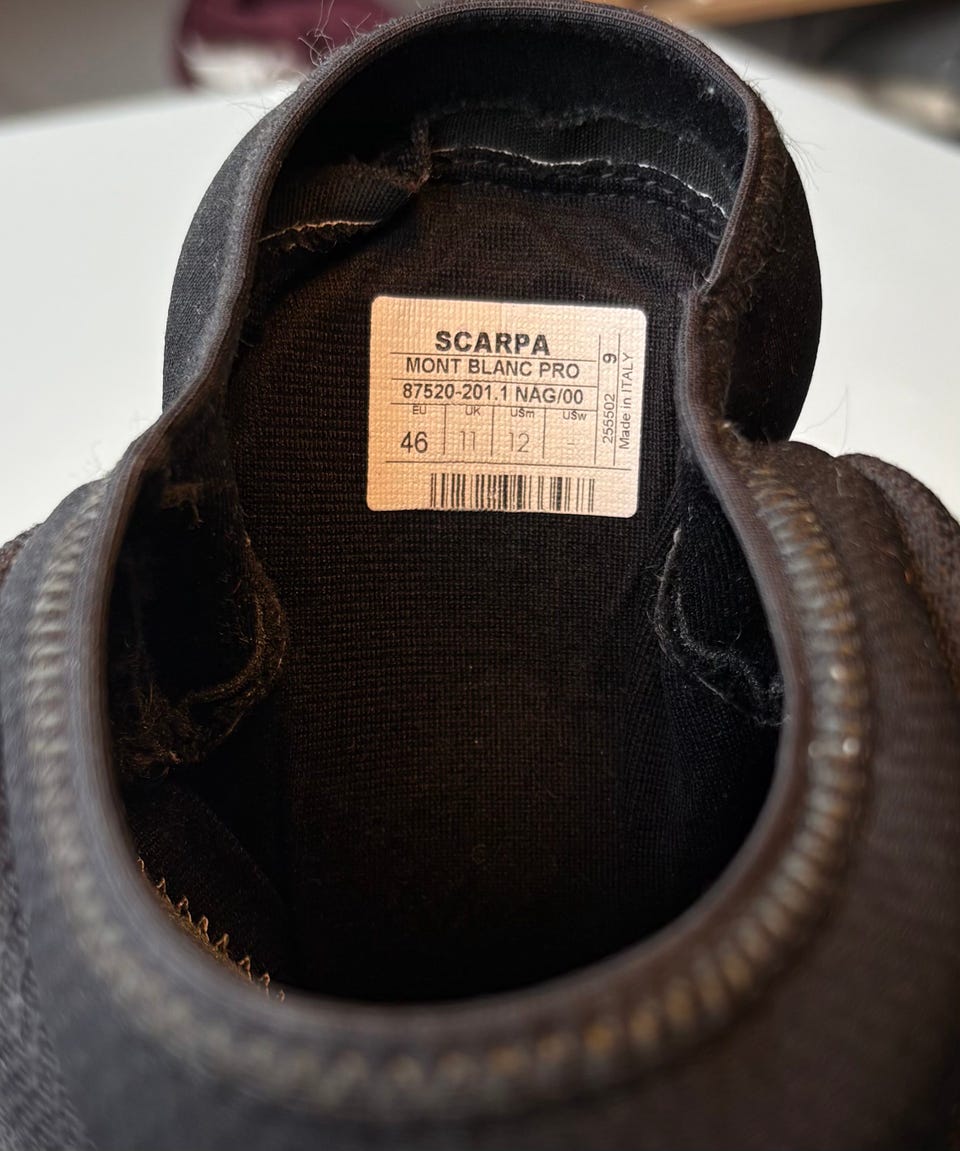 SCARPA
MONT BLANC PRO
87520-201.1 NAG/00
EU UK USm USw
46 11 12 -
255502 9
Made in ITALY